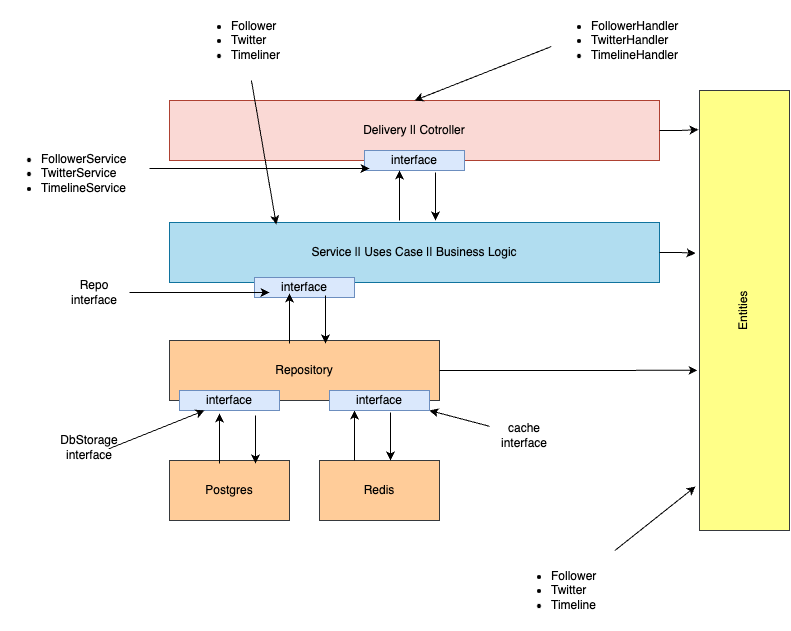 • Follower
• Twitter
• Timeliner
• FollowerHandler
• TwitterHandler
• TimelineHandler
Delivery || Cotroller
interface
• FollowerService
• TwitterService
• TimelineService
Service || Uses Case || Business Logic
interface
Repo
interface
Entities
Repository
interface
interface
DbStorage
interface
cache
interface
Postgres
Redis
• Follower
• Twitter
• Timeline